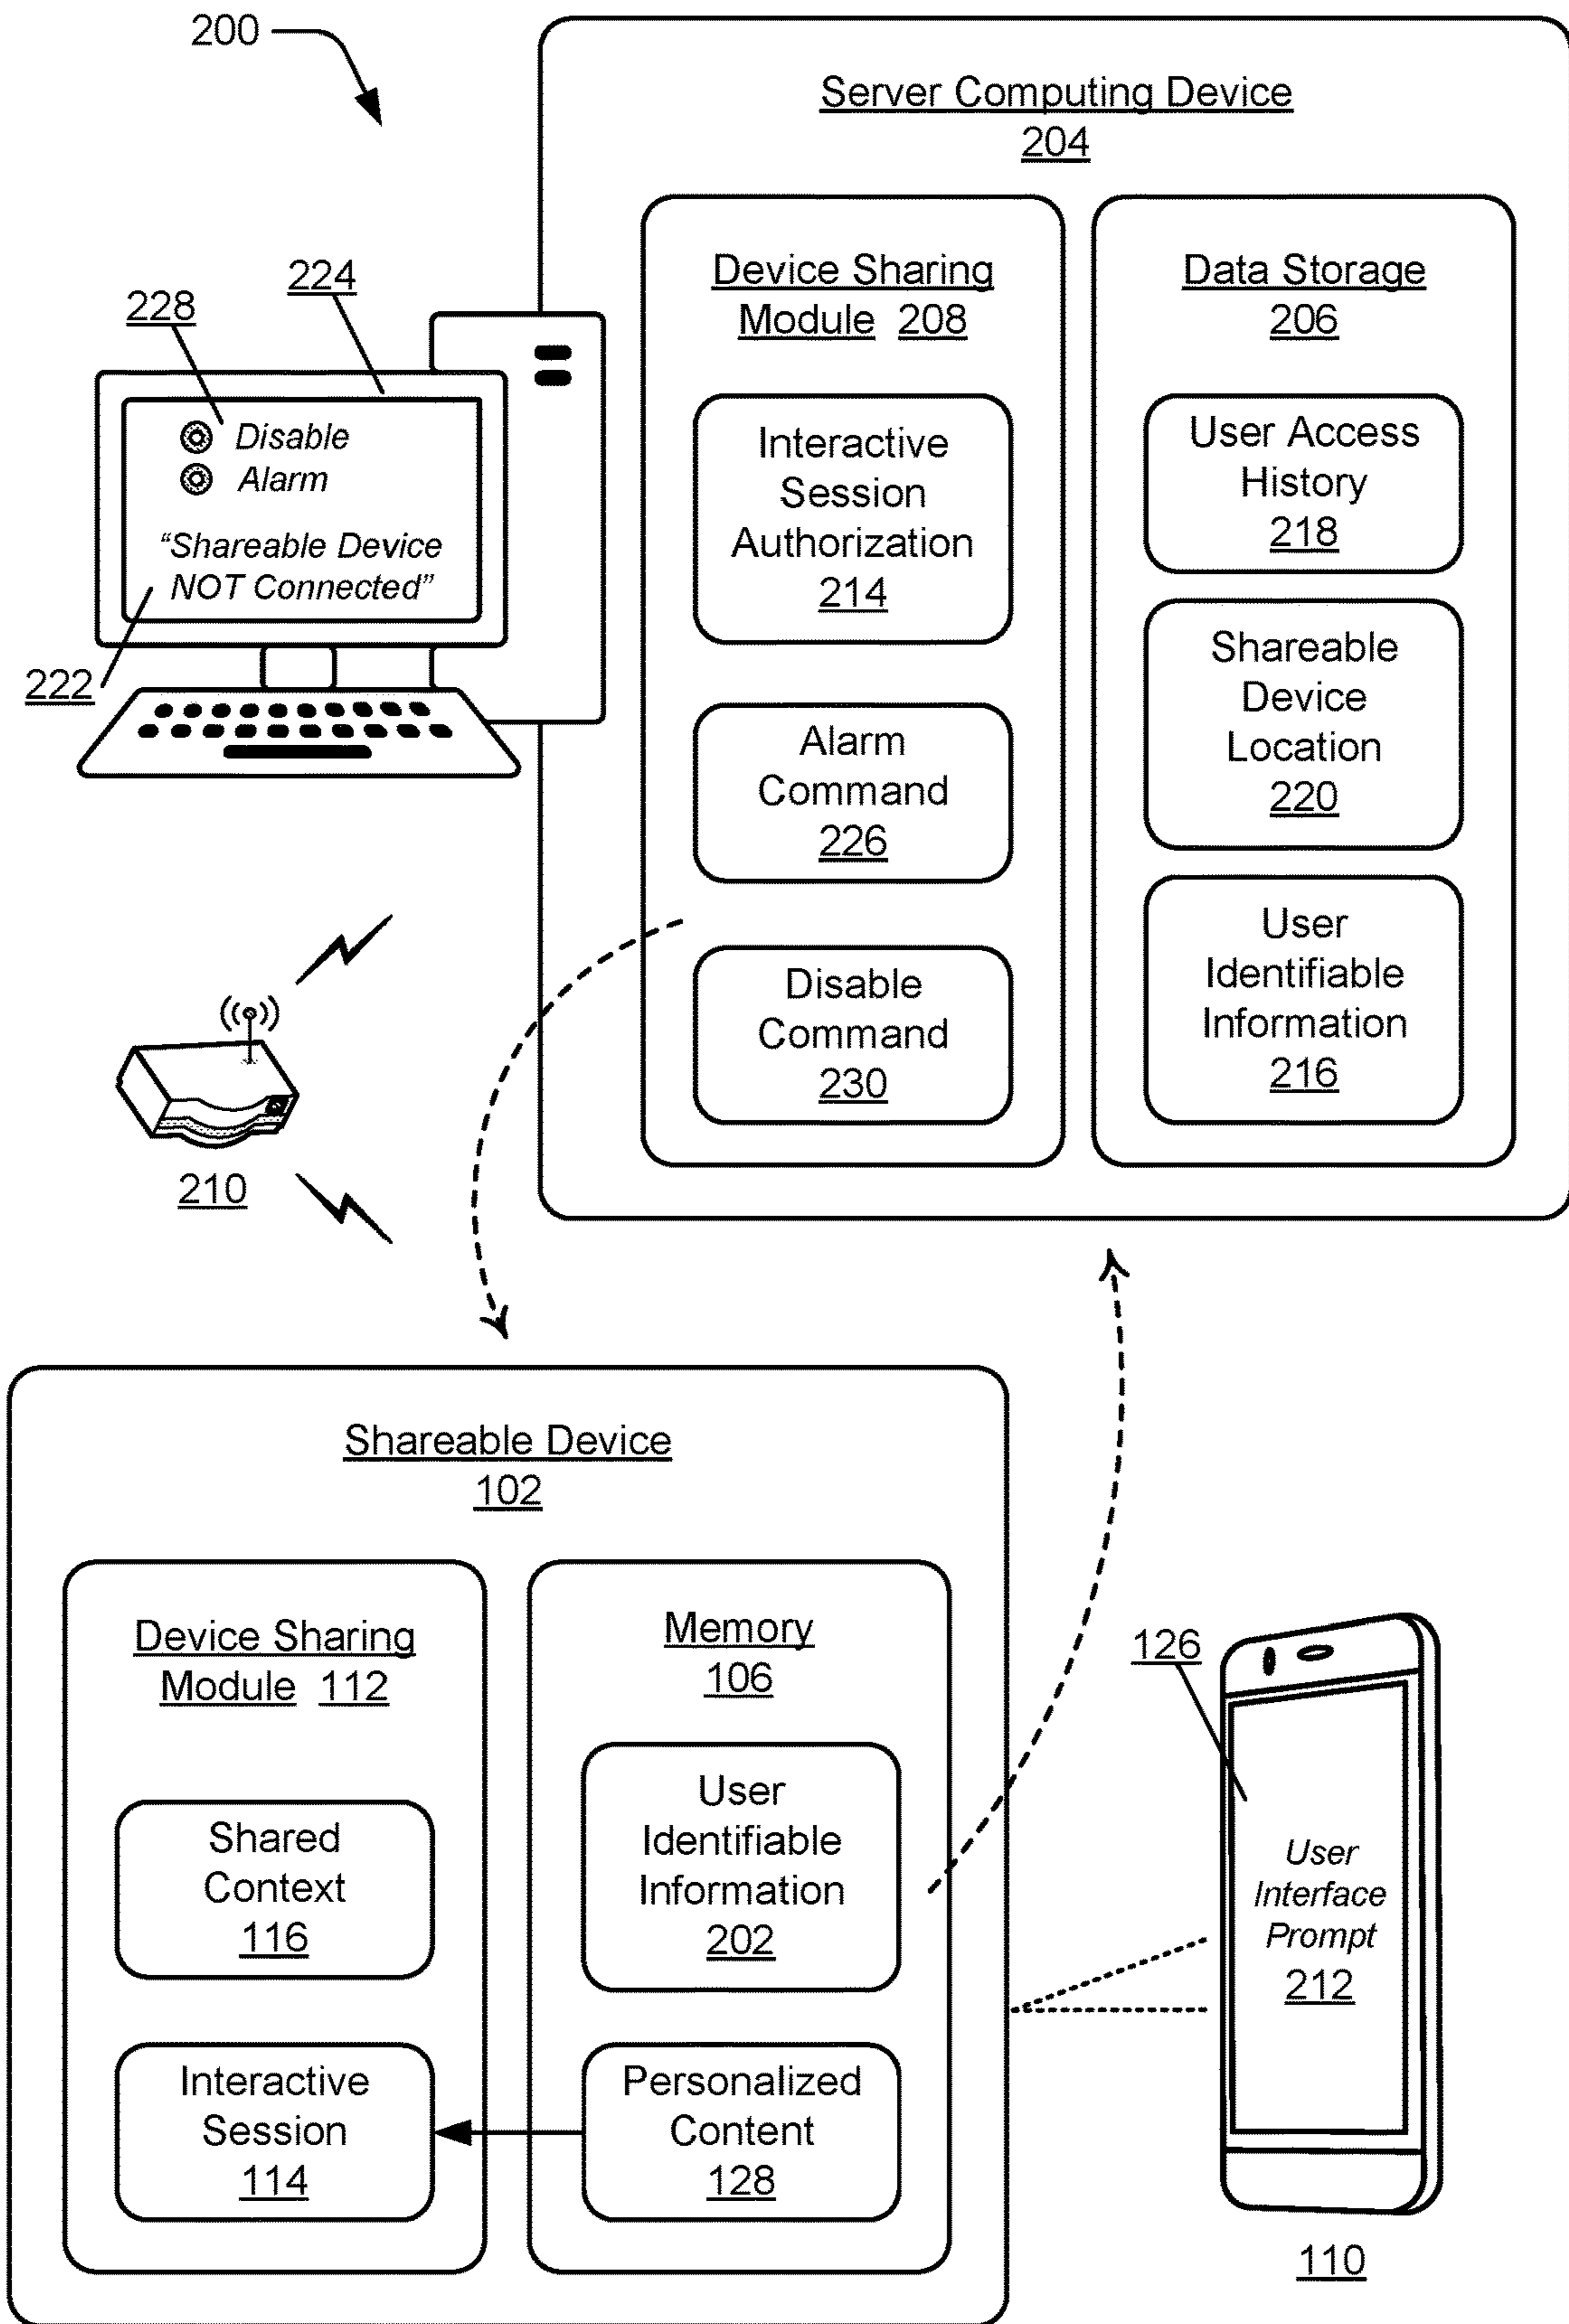 200
Server Computing Device
204
Device Sharing
Module 208
Interactive
Session
Authorization
214
Alarm
Command
226
Disable
Command
230
Data Storage
206
User Access
History
218
Shareable
Device
Location
220
User
Identifiable
Information
216
224
228
Disable
Alarm
“Shareable Device
NOT Connected”
222
210
Shareable Device
102
Device Sharing
Module 112
Shared
Context
116
Interactive
Session
114
Memory
106
User
Identifiable
Information
202
Personalized
Content
128
126
User
Interface
Prompt
212
110